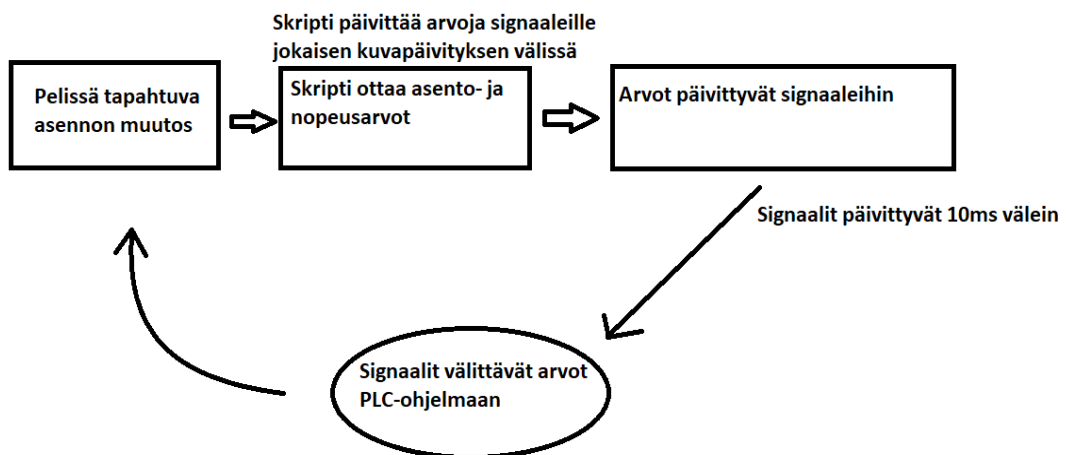 Skripti päivittää arvoja signaaleille
jokaisen kuvapäivityksen välissä
Pelissä tapahtuva
asennon muutos
Skripti ottaa asento- ja
nopeusarvot
Arvot päivittyvät signaaleihin
Signaalit päivittyvät 10ms välein
Signaalit välittävät arvot
PLC-ohjelmaan